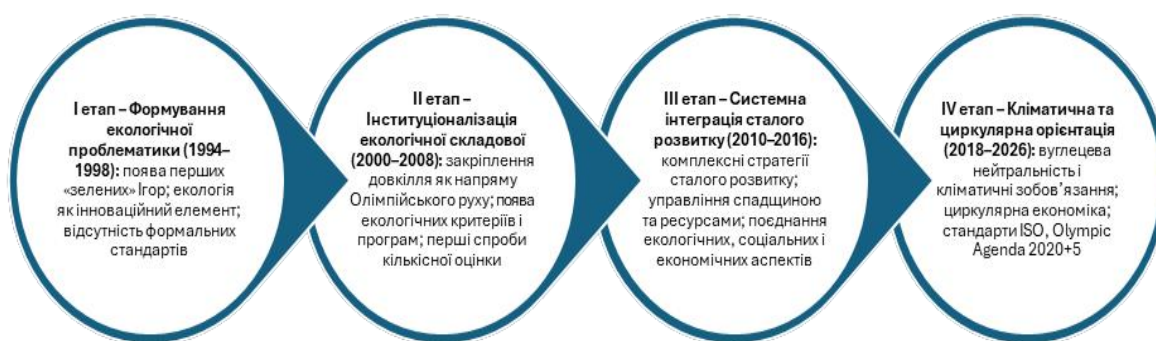 І етап – Формування
екологічної
проблематики (1994–
1998): поява перших
«зелених» Ігор; екологія
як інноваційний елемент;
відсутність формальних
стандартів
ІІ етап –
Інституціоналізація
екологічної складової
(2000–2008): закріплення
довкілля як напряму
Олімпійського руху; поява
екологічних критеріїв і
програм; перші спроби
кількісної оцінки
ІІІ етап – Системна
інтеграція сталого
розвитку (2010–2016):
комплексні стратегії
сталого розвитку;
управління спадщиною
та ресурсами; поєднання
екологічних, соціальних і
економічних аспектів
IV етап – Кліматична та
циркулярна орієнтація
(2018–2026): вуглецева
нейтральність і
кліматичні зобов’язання;
циркулярна економіка;
стандарти ISO, Olympic
Agenda 2020+5